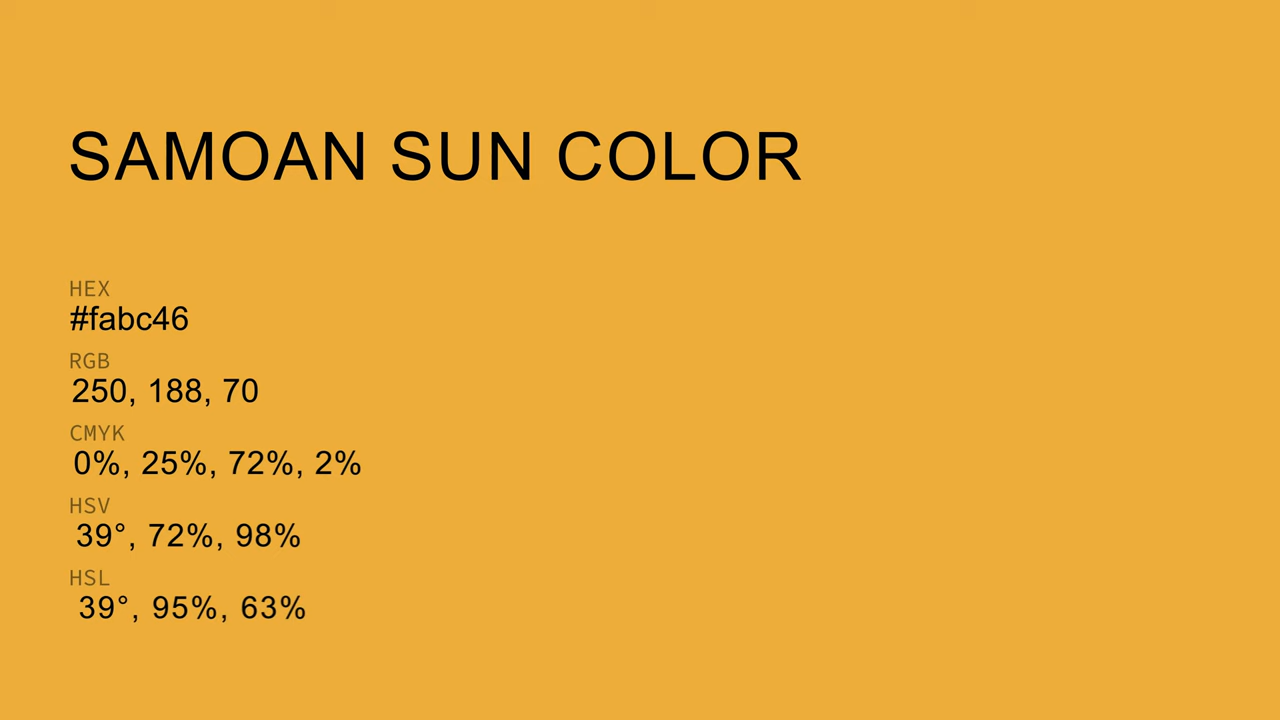 SAMOAN SUN COLOR
HEX
#fabc46
RGB
250, 188, 70
CMYK
0%, 25%, 72%, 2%
HSV
39°, 72%, 98%
HSL
39°, 95%, 63%